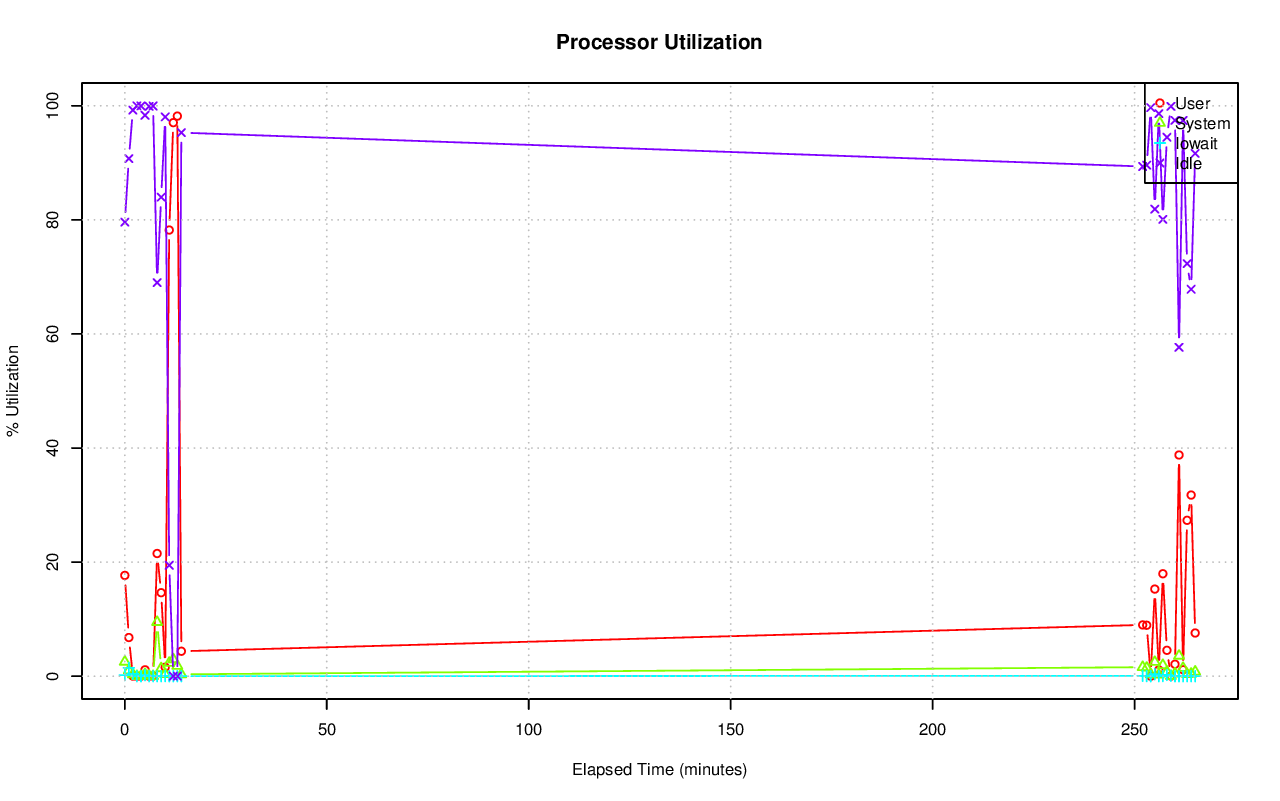 Processor Utilization
100
80
60
40
20
0
% Utilization
User
System
Iowait
Idle
0 50 100 150 200 250
Elapsed Time (minutes)